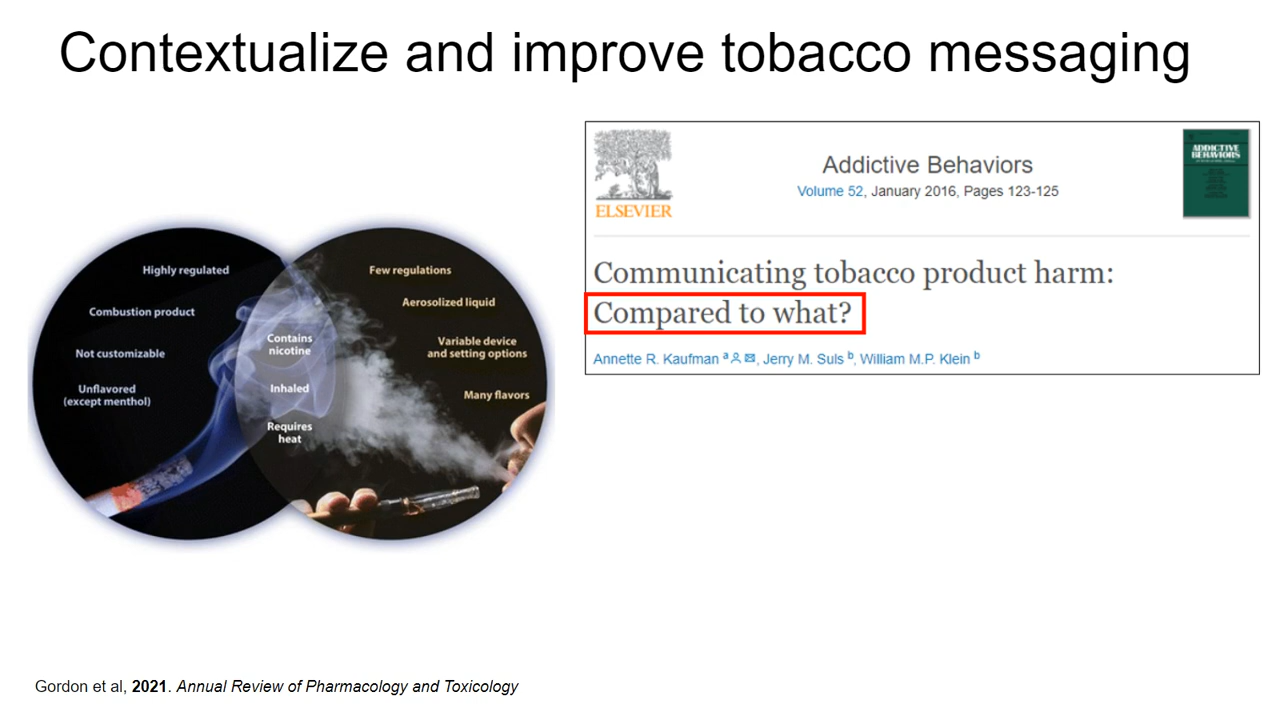 Contextualize and improve tobacco messaging
Highly regulated
Combustion product
Not customizable
Unflavored
(except menthol)
Contains
nicotine
Inhaled
Requires
heat
Few regulations
Aerosolized liquid
Variable device
and setting options
Many flavors
ELSEVIER
Addictive Behaviors
Volume 52, January 2016, Pages 123-125
ADDICTIVE
BEHAVIORS
Communicating tobacco product harm:
Compared to what?
Annette R. Kaufman a, Jerry M. Suls b, William M.P. Klein b
Gordon et al, 2021. Annual Review of Pharmacology and Toxicology